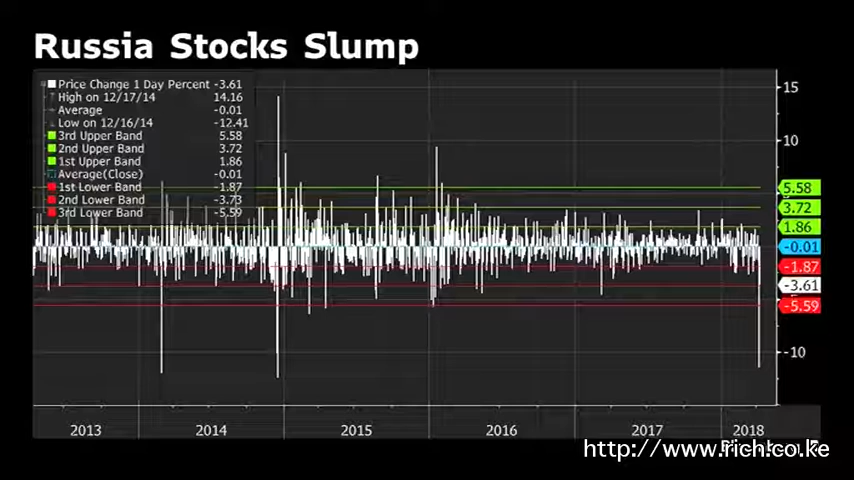 Russia Stocks Slump
Price Change 1 Day Percent -3.61
High on 12/17/14 14.16
Average -0.01
Low on 12/16/14 -12.41
3rd Upper Band 5.58
2nd Upper Band 3.72
1st Upper Band 1.86
Average(Close) -0.01
1st Lower Band -1.87
2nd Lower Band -3.73
3rd Lower Band -5.59
15
10
5.58
3.72
1.86
-0.01
-1.87
-3.61
-5.59
-10
2013 2014 2015 2016 2017 2018
http://www.rich.co.ke